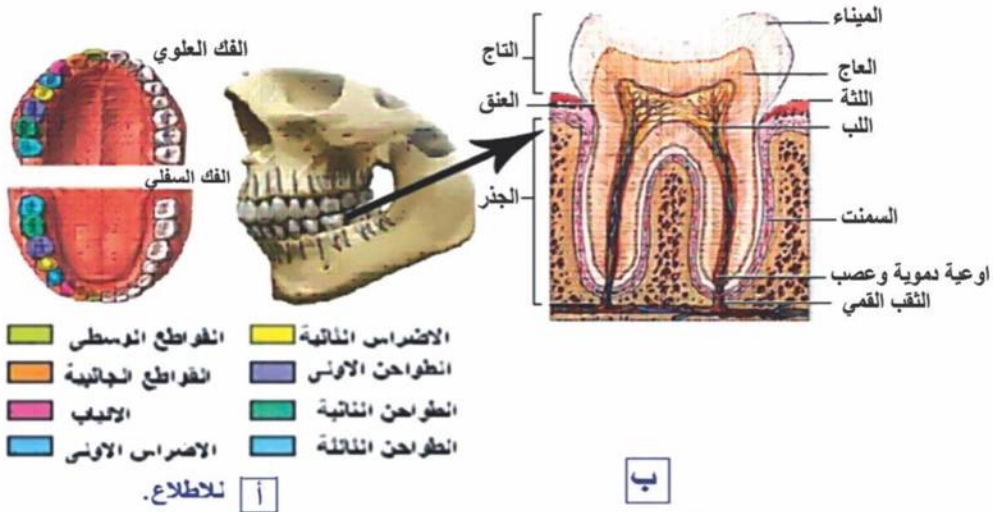 الفك العلوي
الفك السفلي
الميناء
التاج
العاج
العنق
اللثة
اللب
الجذر
السمنت
اوعية دموية وعصب
الثقب القمي
القواطع الوسطى
الاضراس الثانية
القواطع الجانبية
الطواحن الاولى
الانياب
الطواحن الثانية
الاضراس الاولى
الطواحن الثالثة
أ للاطلاع.
ب